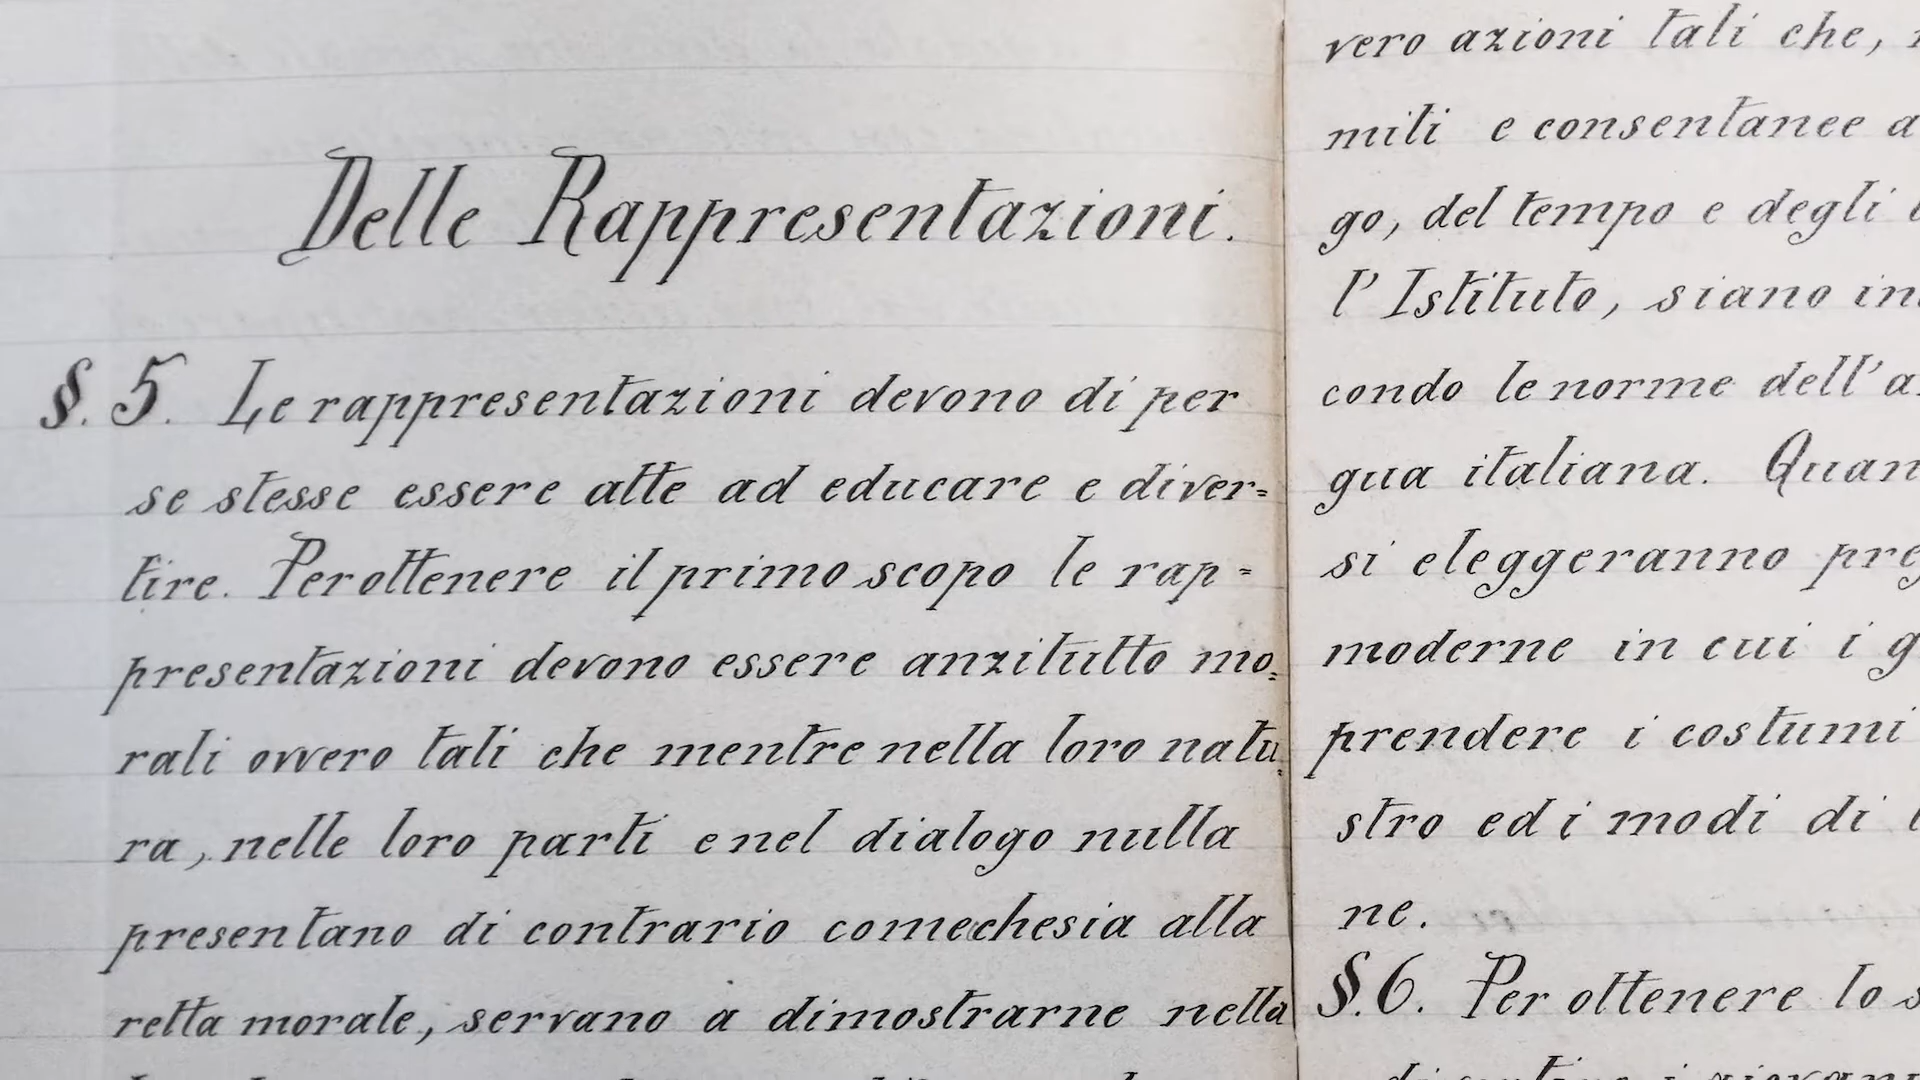 Delle Rappresentazioni.
§. 5. Le rappresentazioni devono di per
se stesse essere atte ad educare e diver=
tire. Per ottenere il primo scopo le rap=
presentazioni devono essere anzitutto mo=
rali ovvero tali che mentre nella loro natu=
ra, nelle loro parti e nel dialogo nulla
presentano di contrario comechesia alla
retta morale, servano a dimostrarne nella
vero azioni tali che,
miti e consentanee a
go, del tempo e degli
l'Istituto, siano in
condo le norme dell'a
gua italiana. Quan
si eleggeranno preg
moderne in cui i g
prendere i costumi
stro ed i modi di
ne.
§. 6. Per ottenere lo s